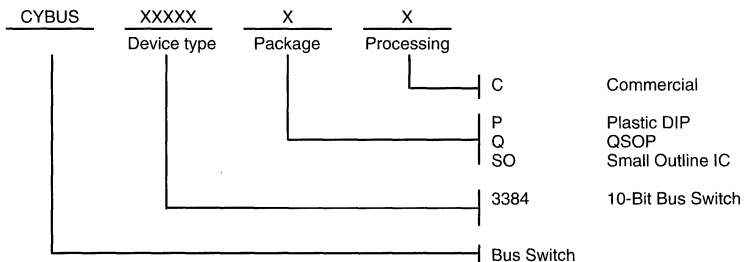 CYBUS XXXXX X X
Device type Package Processing
C Commercial
P Plastic DIP
Q QSOP
SO Small Outline IC
3384 10-Bit Bus Switch
Bus Switch